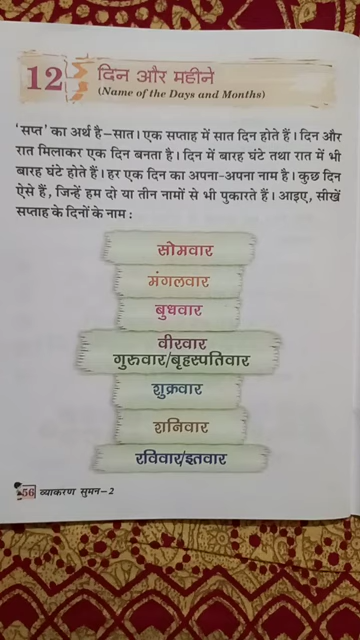 12 दिन और महीने
(Name of the Days and Months)
'सप्त' का अर्थ है–सात। एक सप्ताह में सात दिन होते हैं। दिन और
रात मिलाकर एक दिन बनता है। दिन में बारह घंटे तथा रात में भी
बारह घंटे होते हैं। हर एक दिन का अपना-अपना नाम है। कुछ दिन
ऐसे हैं, जिन्हें हम दो या तीन नामों से भी पुकारते हैं। आइए, सीखें
सप्ताह के दिनों के नाम :
सोमवार
मंगलवार
बुधवार
वीरवार
गुरुवार/बृहस्पतिवार
शुक्रवार
शनिवार
रविवार/इतवार
56 व्याकरण सुमन–2